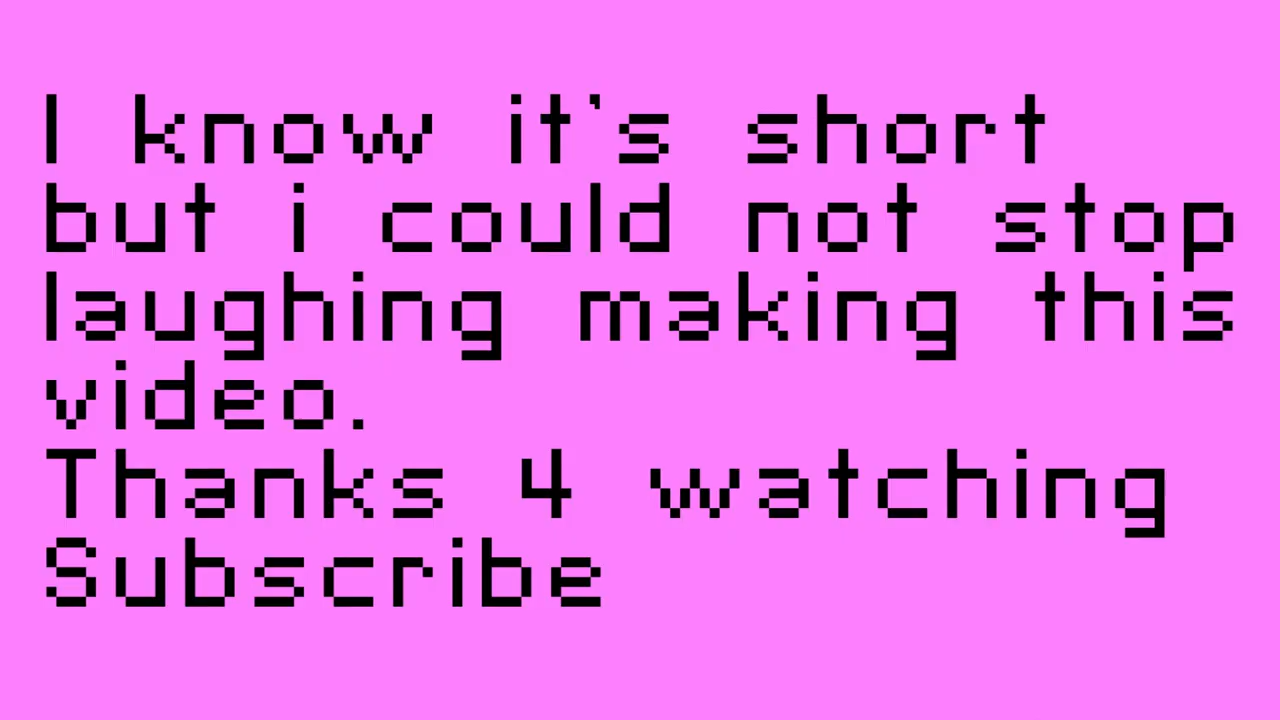 I know it's short
but i could not stop
laughing making this
video.
Thanks 4 watching
Subscribe